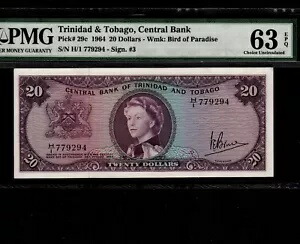 PMG
PAPER MONEY GUARANTY
Trinidad & Tobago, Central Bank
Pick# 29c 1964 20 Dollars - Wmk: Bird of Paradise
S/N H/1 779294 - Sign. #3
63 EPQ
Choice Uncirculated
CENTRAL BANK OF TRINIDAD AND TOBAGO
20
20
H/1 779294
H/1 779294
20
20
TWENTY DOLLARS